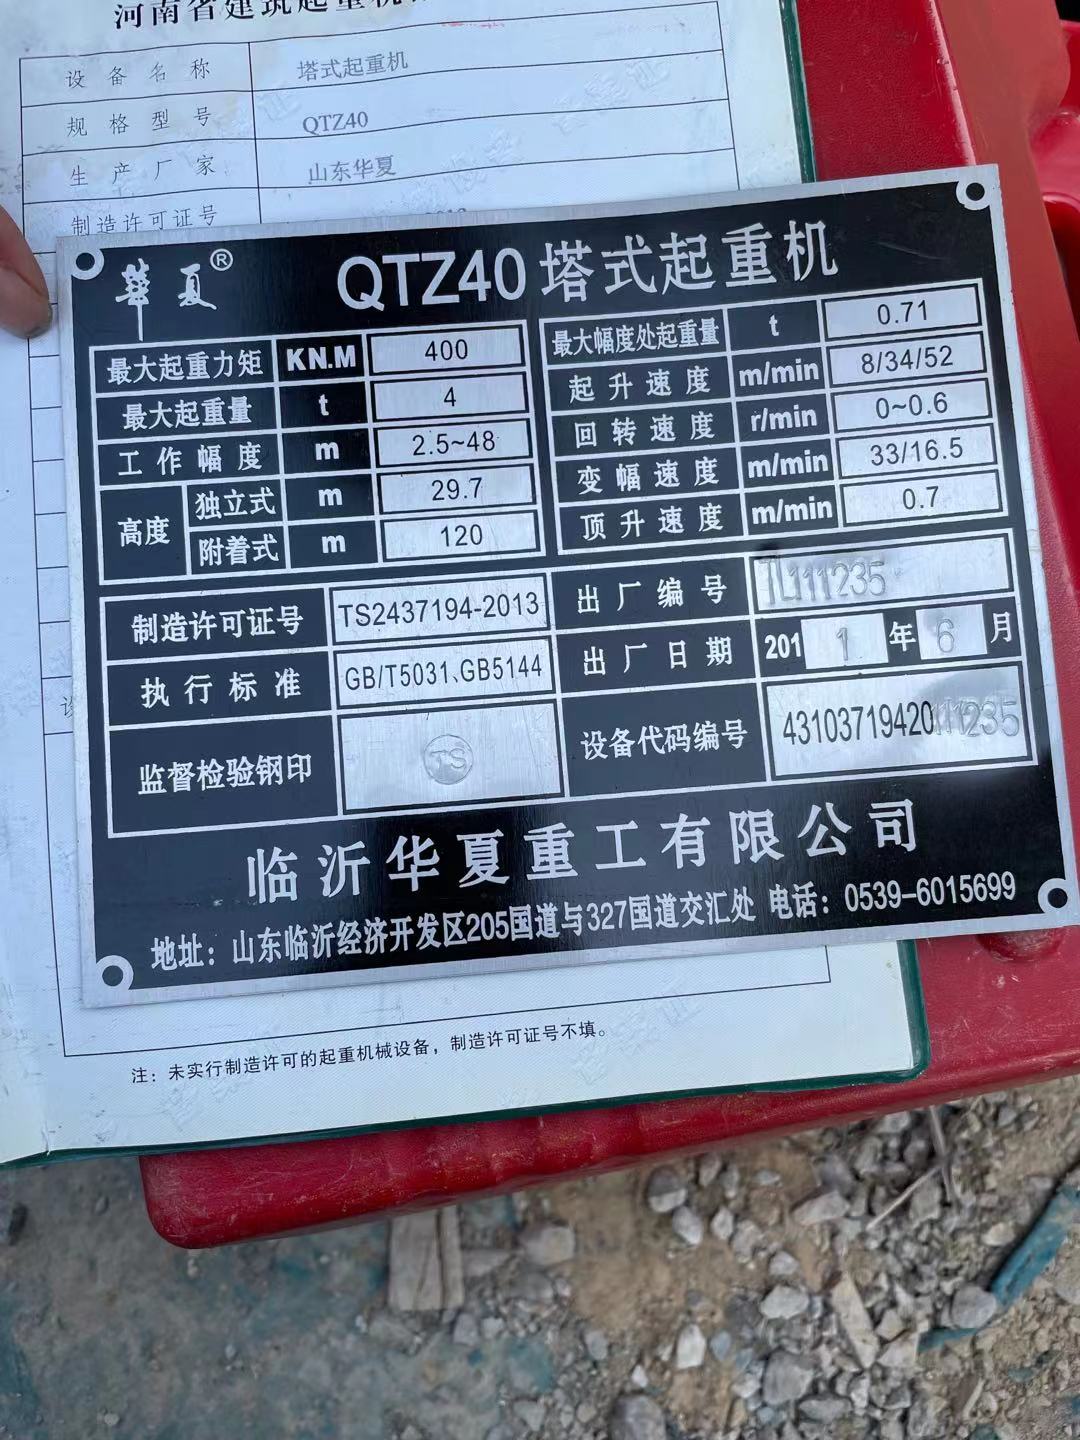 河南省建筑起重机
设备名称 塔式起重机
规格型号 QTZ40
生产厂家 山东华夏
制造许可证号
華夏® QTZ40塔式起重机
最大起重力矩 KN.M 400 最大幅度处起重量 t 0.71
最大起重量 t 4 起升速度 m/min 8/34/52
工作幅度 m 2.5~48 回转速度 r/min 0~0.6
高度 独立式 m 29.7 变幅速度 m/min 33/16.5
附着式 m 120 顶升速度 m/min 0.7
制造许可证号 TS2437194-2013 出厂编号 TL111235
执行标准 GB/T5031、GB5144 出厂日期 2011年6月
监督检验钢印 TS 设备代码编号 43103719420111235
临沂华夏重工有限公司
地址：山东临沂经济开发区205国道与327国道交汇处 电话：0539-6015699
注：未实行制造许可的起重机械设备，制造许可证号不填。